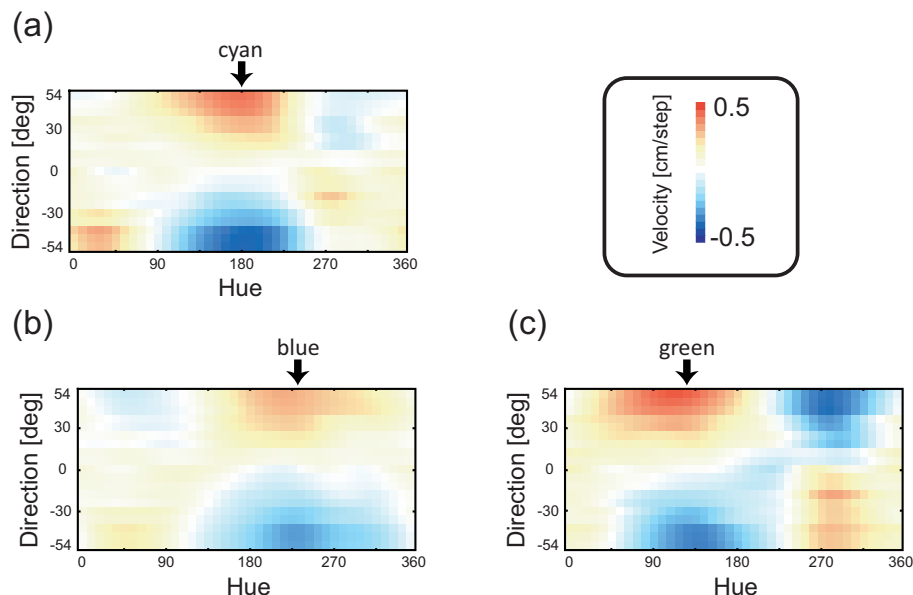 (a)
cyan
54
30
0
-30
-54
Direction [deg]
0 90 180 270 360
Hue
0.5
-0.5
Velocity [cm/step]
(b)
blue
54
30
0
-30
-54
Direction [deg]
0 90 180 270 360
Hue
(c)
green
54
30
0
-30
-54
Direction [deg]
0 90 180 270 360
Hue